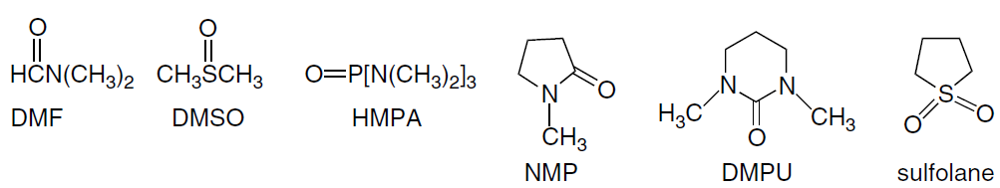 O
HCN(CH₃)₂
DMF
O
CH₃SCH₃
DMSO
O=P[N(CH₃)₂]₃
HMPA
N
O
CH₃
NMP
N N
H₃C CH₃
O
DMPU
S
O O
sulfolane